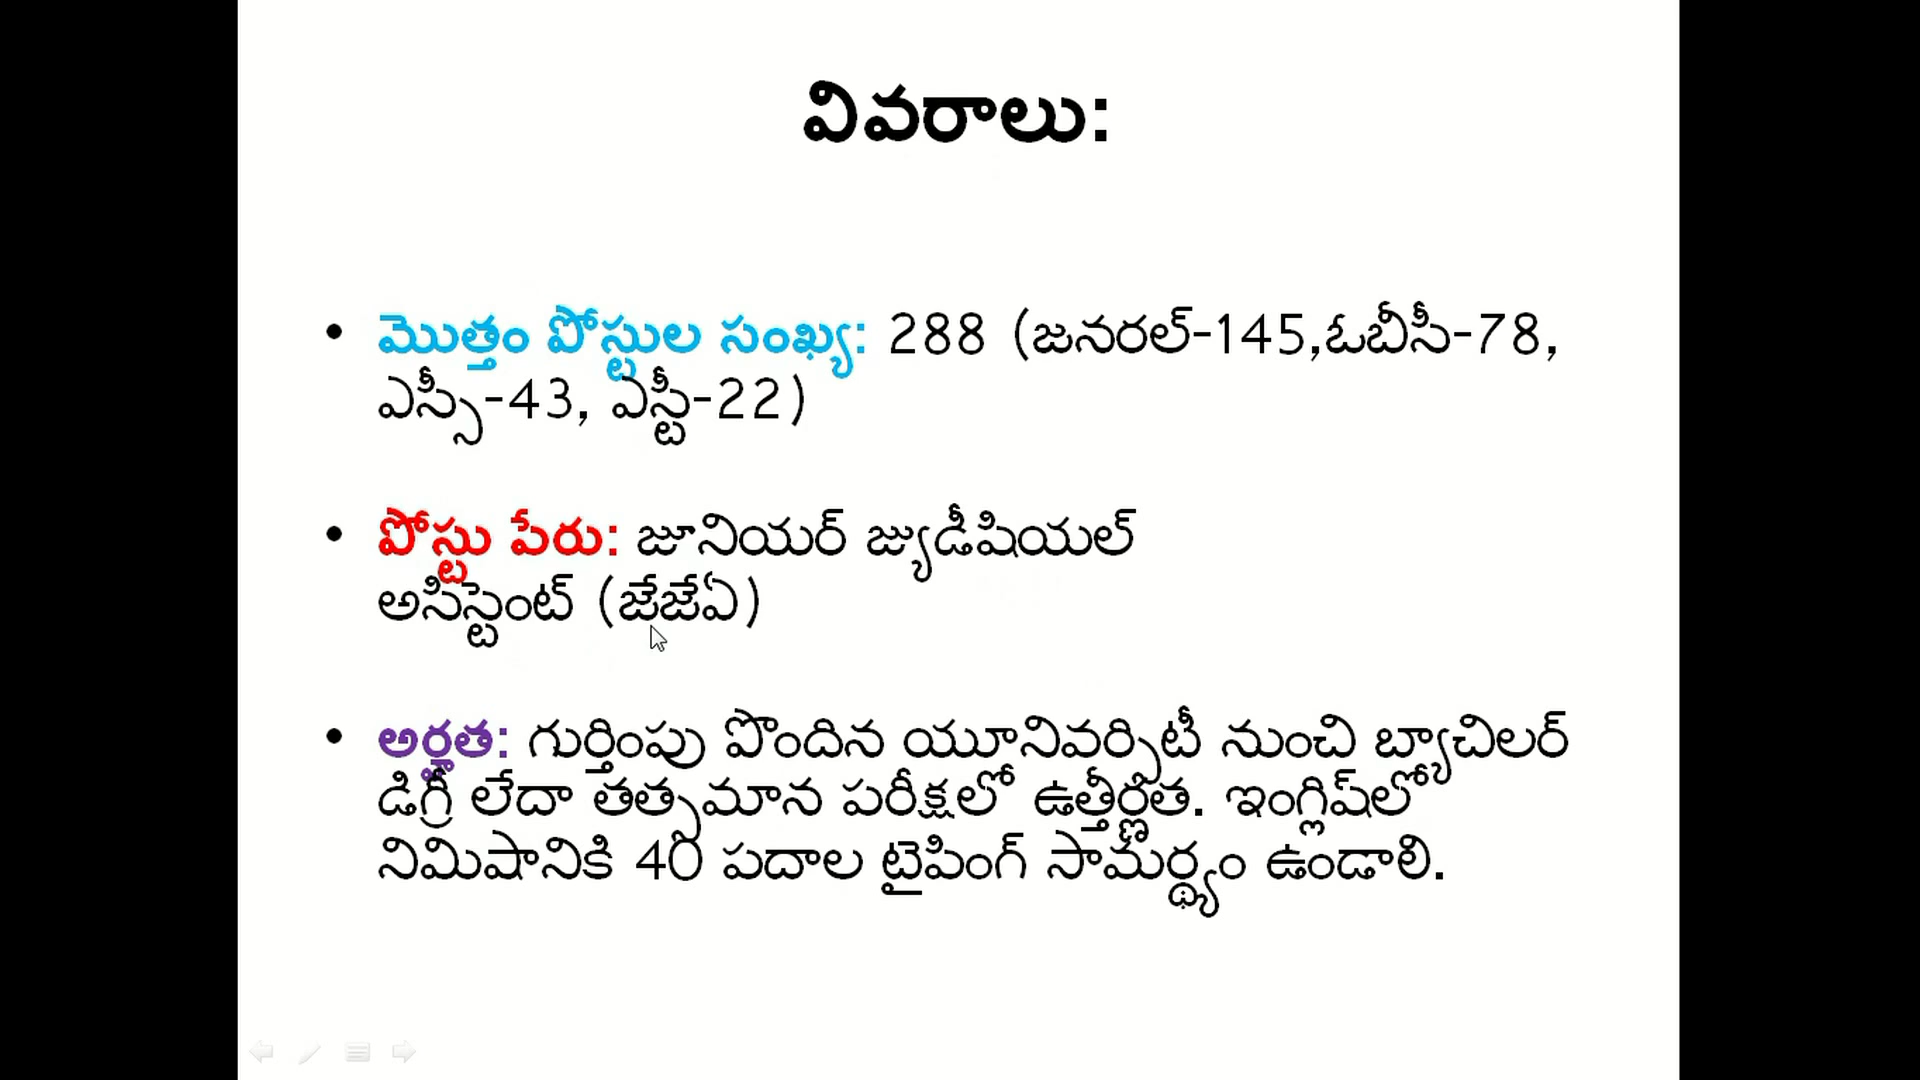 వివరాలు:
• మొత్తం పోస్టుల సంఖ్య: 288 (జనరల్-145,ఓబీసీ-78,
ఎస్సీ-43, ఎస్టీ-22)
• పోస్టు పేరు: జూనియర్ జ్యుడీషియల్
అసిస్టెంట్ (జేజేఏ)
• అర్హత: గుర్తింపు పొందిన యూనివర్సిటీ నుంచి బ్యాచిలర్
డిగ్రీ లేదా తత్సమాన పరీక్షలో ఉత్తీర్ణత. ఇంగ్లిష్‌లో
నిమిషానికి 40 పదాల టైపింగ్ సామర్థ్యం ఉండాలి.